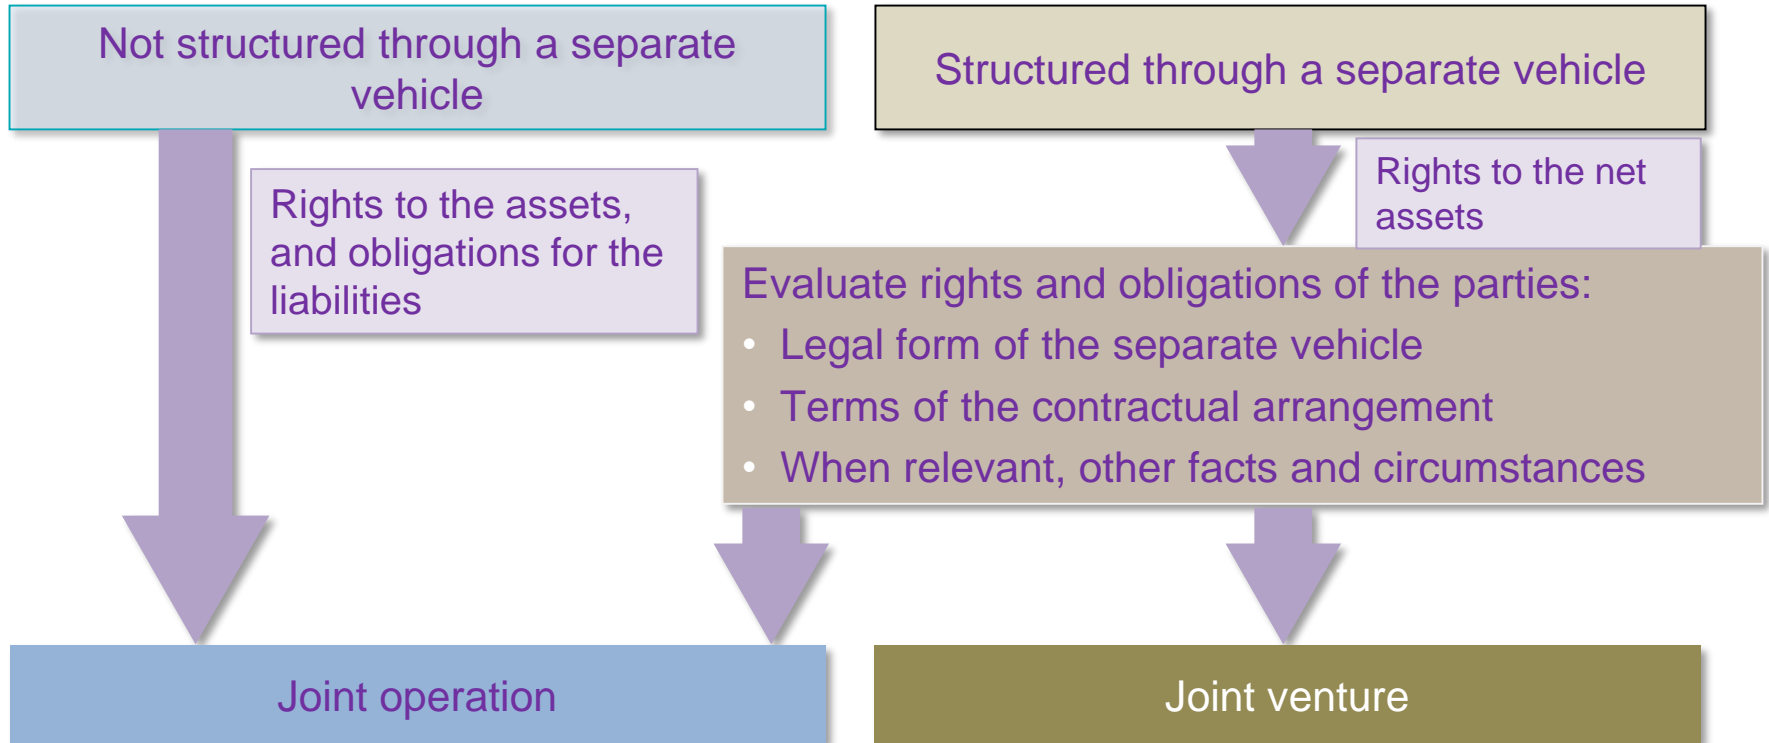 Not structured through a separate
vehicle
Structured through a separate vehicle
Rights to the assets,
and obligations for the
liabilities
Rights to the net
assets
Evaluate rights and obligations of the parties:
• Legal form of the separate vehicle
• Terms of the contractual arrangement
• When relevant, other facts and circumstances
Joint operation
Joint venture